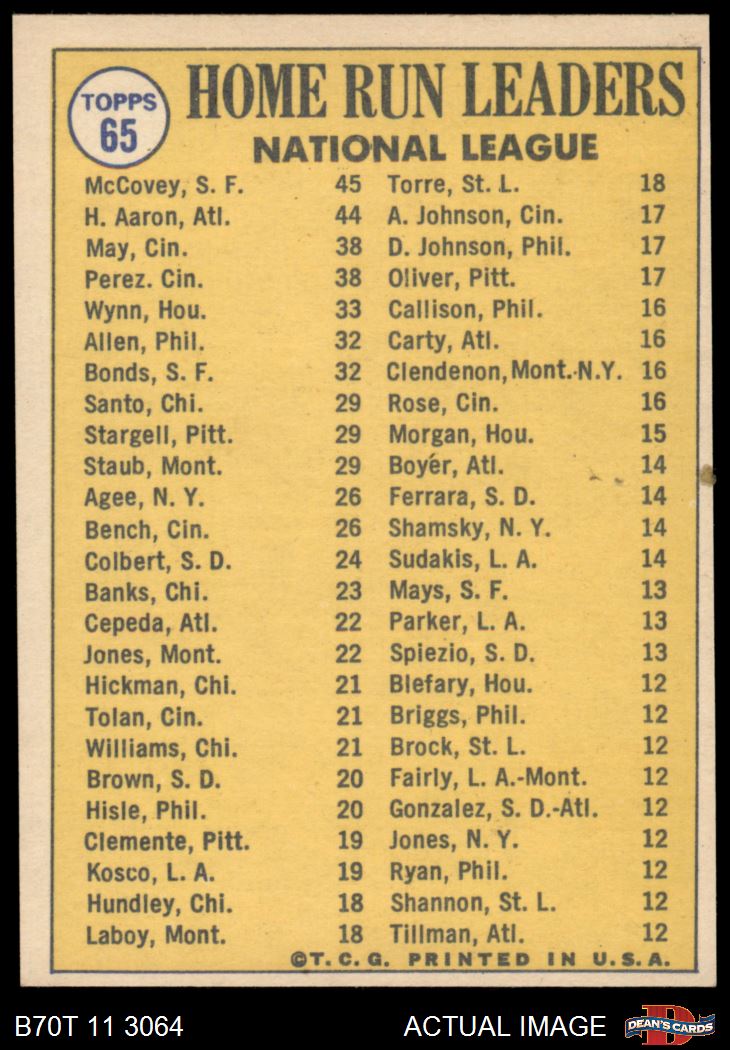 TOPPS
65
HOME RUN LEADERS
NATIONAL LEAGUE
McCovey, S. F. 45
H. Aaron, Atl. 44
May, Cin. 38
Perez. Cin. 38
Wynn, Hou. 33
Allen, Phil. 32
Bonds, S. F. 32
Santo, Chi. 29
Stargell, Pitt. 29
Staub, Mont. 29
Agee, N. Y. 26
Bench, Cin. 26
Colbert, S. D. 24
Banks, Chi. 23
Cepeda, Atl. 22
Jones, Mont. 22
Hickman, Chi. 21
Tolan, Cin. 21
Williams, Chi. 21
Brown, S. D. 20
Hisle, Phil. 20
Clemente, Pitt. 19
Kosco, L. A. 19
Hundley, Chi. 18
Laboy, Mont. 18
Torre, St. L. 18
A. Johnson, Cin. 17
D. Johnson, Phil. 17
Oliver, Pitt. 17
Callison, Phil. 16
Carty, Atl. 16
Clendenon, Mont.-N.Y. 16
Rose, Cin. 16
Morgan, Hou. 15
Boyer, Atl. 14
Ferrara, S. D. 14
Shamsky, N. Y. 14
Sudakis, L. A. 14
Mays, S. F. 13
Parker, L. A. 13
Spiezio, S. D. 13
Blefary, Hou. 12
Briggs, Phil. 12
Brock, St. L. 12
Fairly, L. A.-Mont. 12
Gonzalez, S. D.-Atl. 12
Jones, N. Y. 12
Ryan, Phil. 12
Shannon, St. L. 12
Tillman, Atl. 12
©T. C. G. PRINTED IN U.S.A.
B70T 11 3064
ACTUAL IMAGE
DEAN'S CARDS